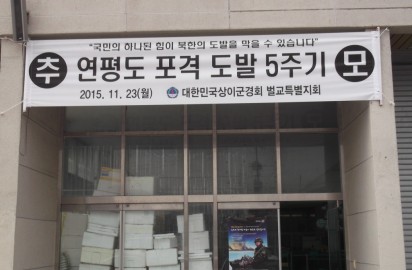 "국민의 하나된 힘이 북한의 도발을 막을 수 있습니다"
추 연평도 포격 도발 5주기 모
2015. 11. 23(월) 대한민국상이군경회 벌교특별지회